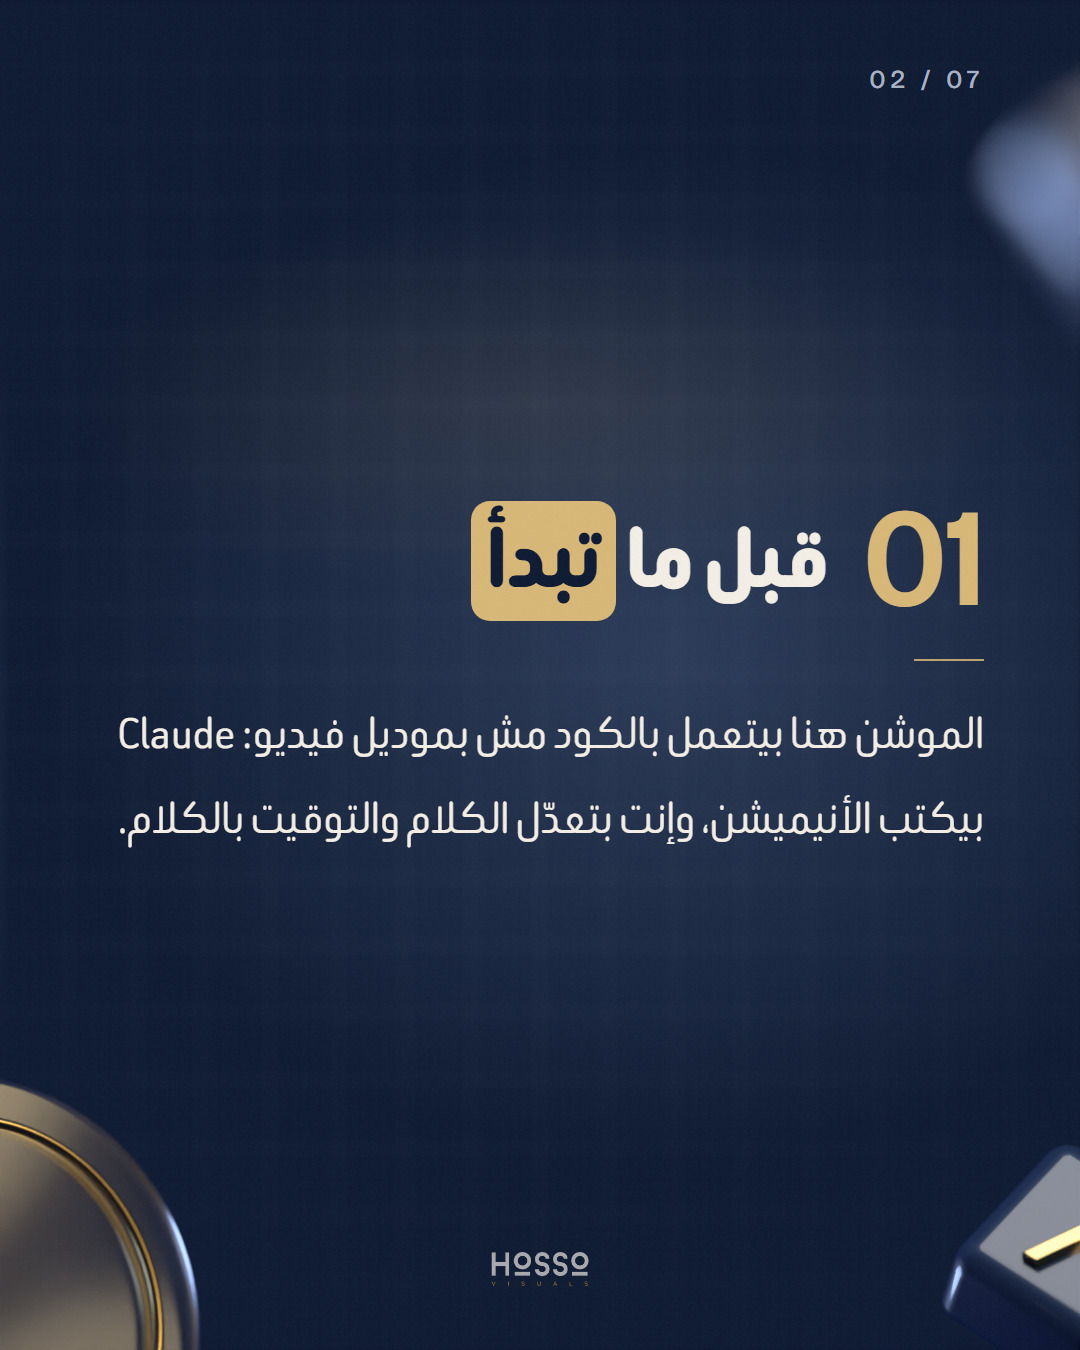 02 / 07
01 قبل ما تبدأ
الموشن هنا بيتعمل بالكود مش بموديل فيديو: Claude
بيكتب الأنيميشن، وإنت بتعدّل الكلام والتوقيت بالكلام.
HOSSO
VISUALS